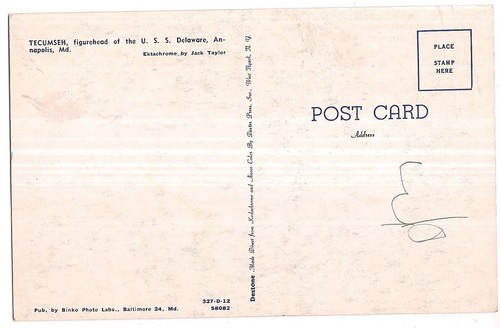 TECUMSEH, figurehead of the U. S. S. Delaware, An-
napolis, Md.
Ektachrome by Jack Taylor
327-D-12
Pub. by Binko Photo Labs., Baltimore 24, Md. 58082
Dextone Made Direct from Kodachrome and Ansco Color By Dexter Press, Inc., West Nyack, N. Y.
POST CARD
Address
PLACE
STAMP
HERE